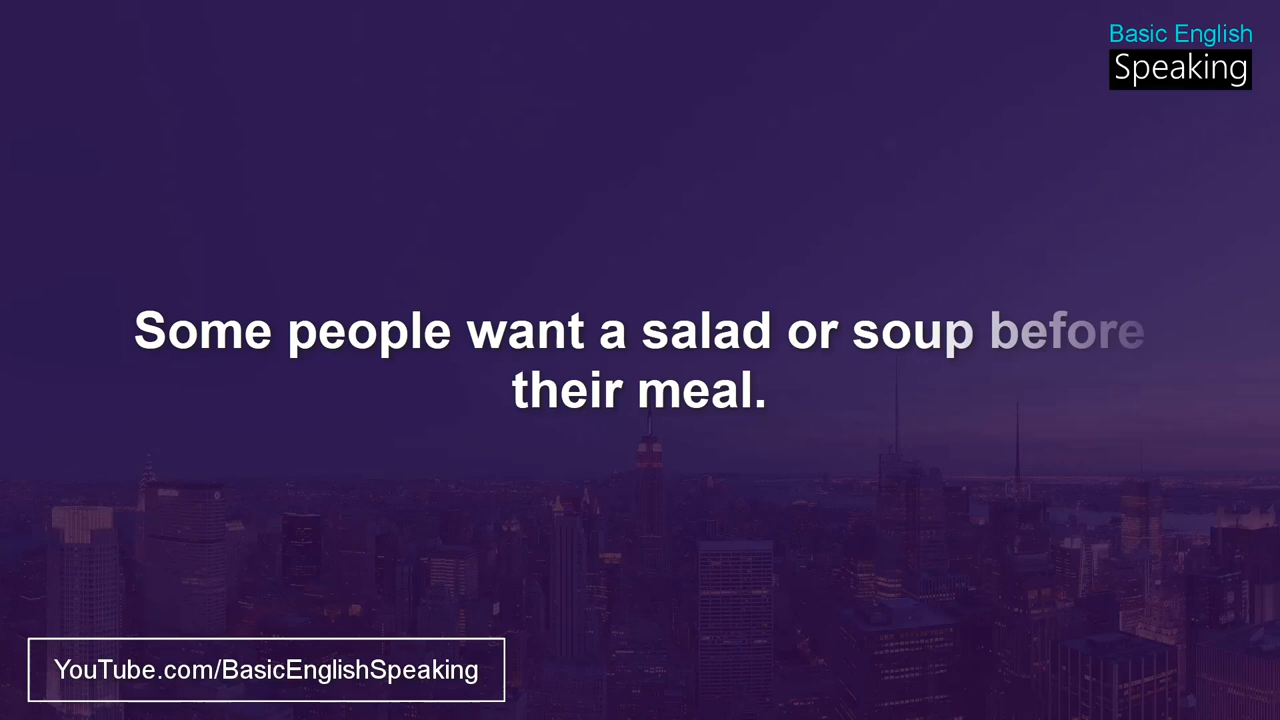 Basic English
Speaking
Some people want a salad or soup before
their meal.
YouTube.com/BasicEnglishSpeaking